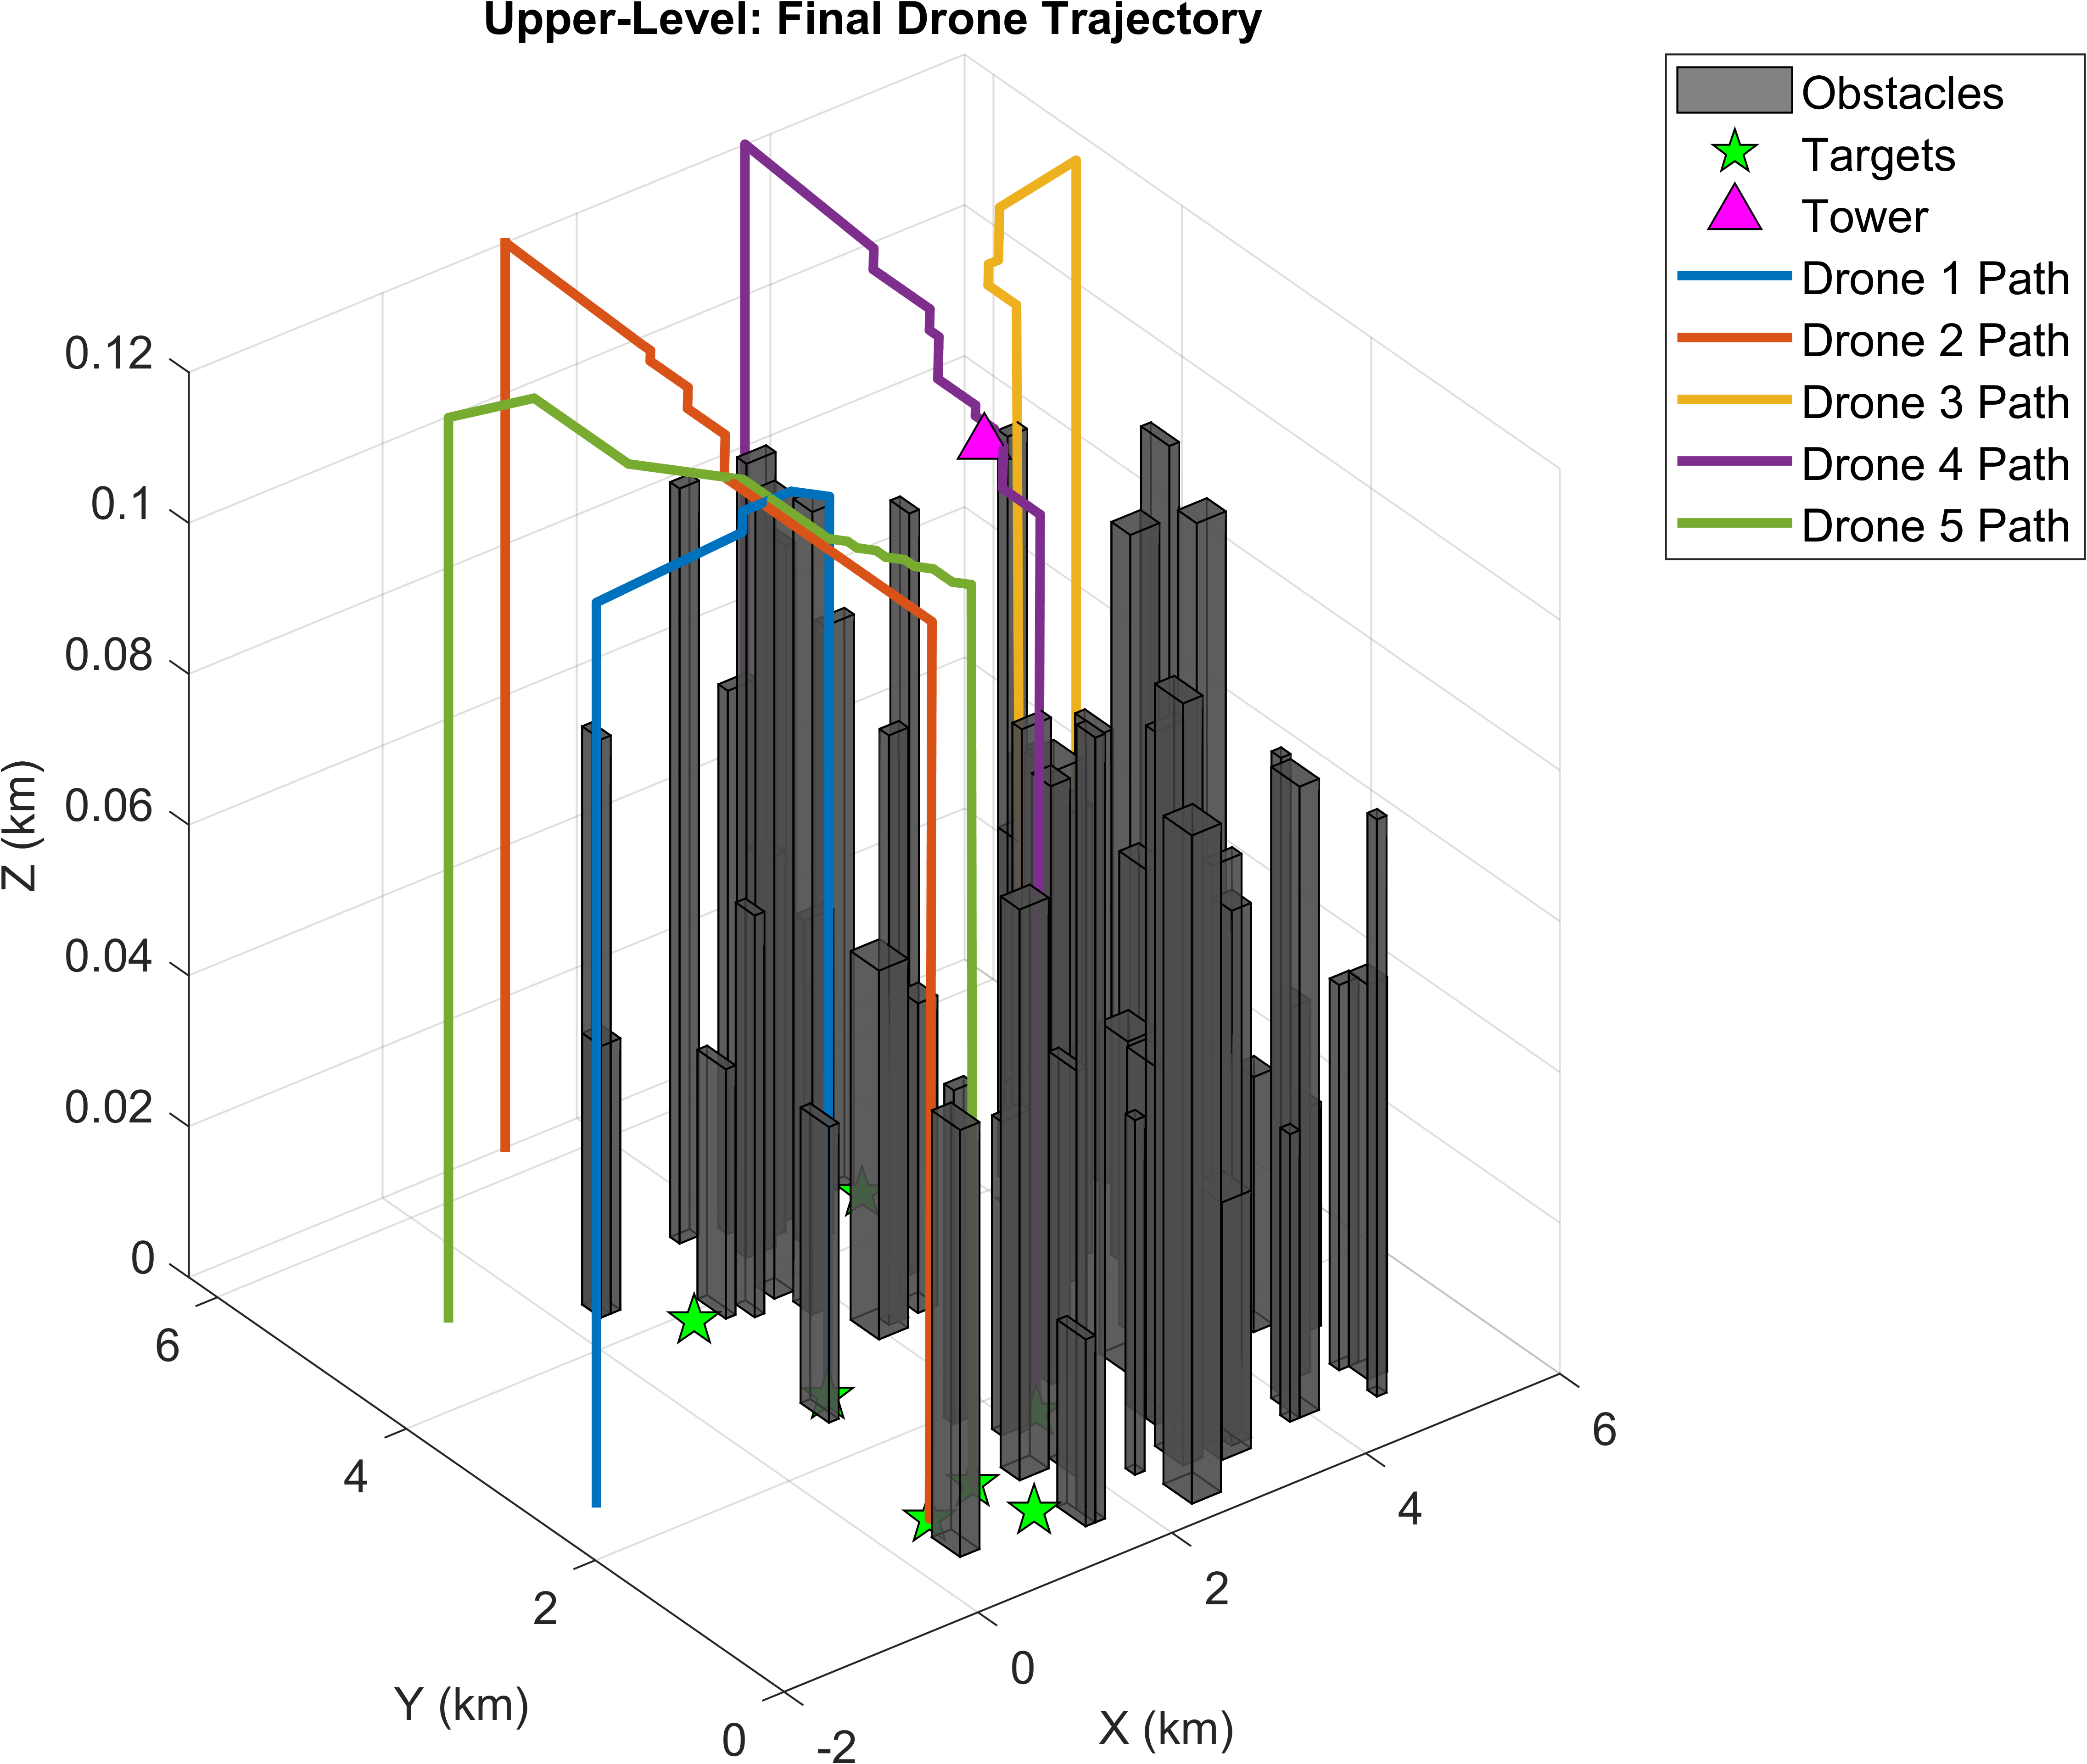 Upper-Level: Final Drone Trajectory
Obstacles
Targets
Tower
Drone 1 Path
Drone 2 Path
Drone 3 Path
Drone 4 Path
Drone 5 Path
0.12
0.1
0.08
0.06
0.04
0.02
0
Z (km)
6
4
2
0
Y (km)
-2
0
2
4
6
X (km)